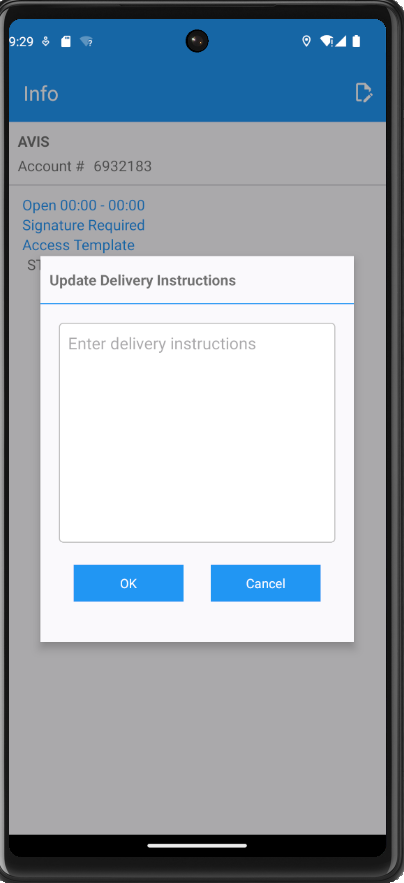 9:29
Info
AVIS
Account # 6932183
Open 00:00 - 00:00
Signature Required
Access Template
Update Delivery Instructions
Enter delivery instructions
OK
Cancel